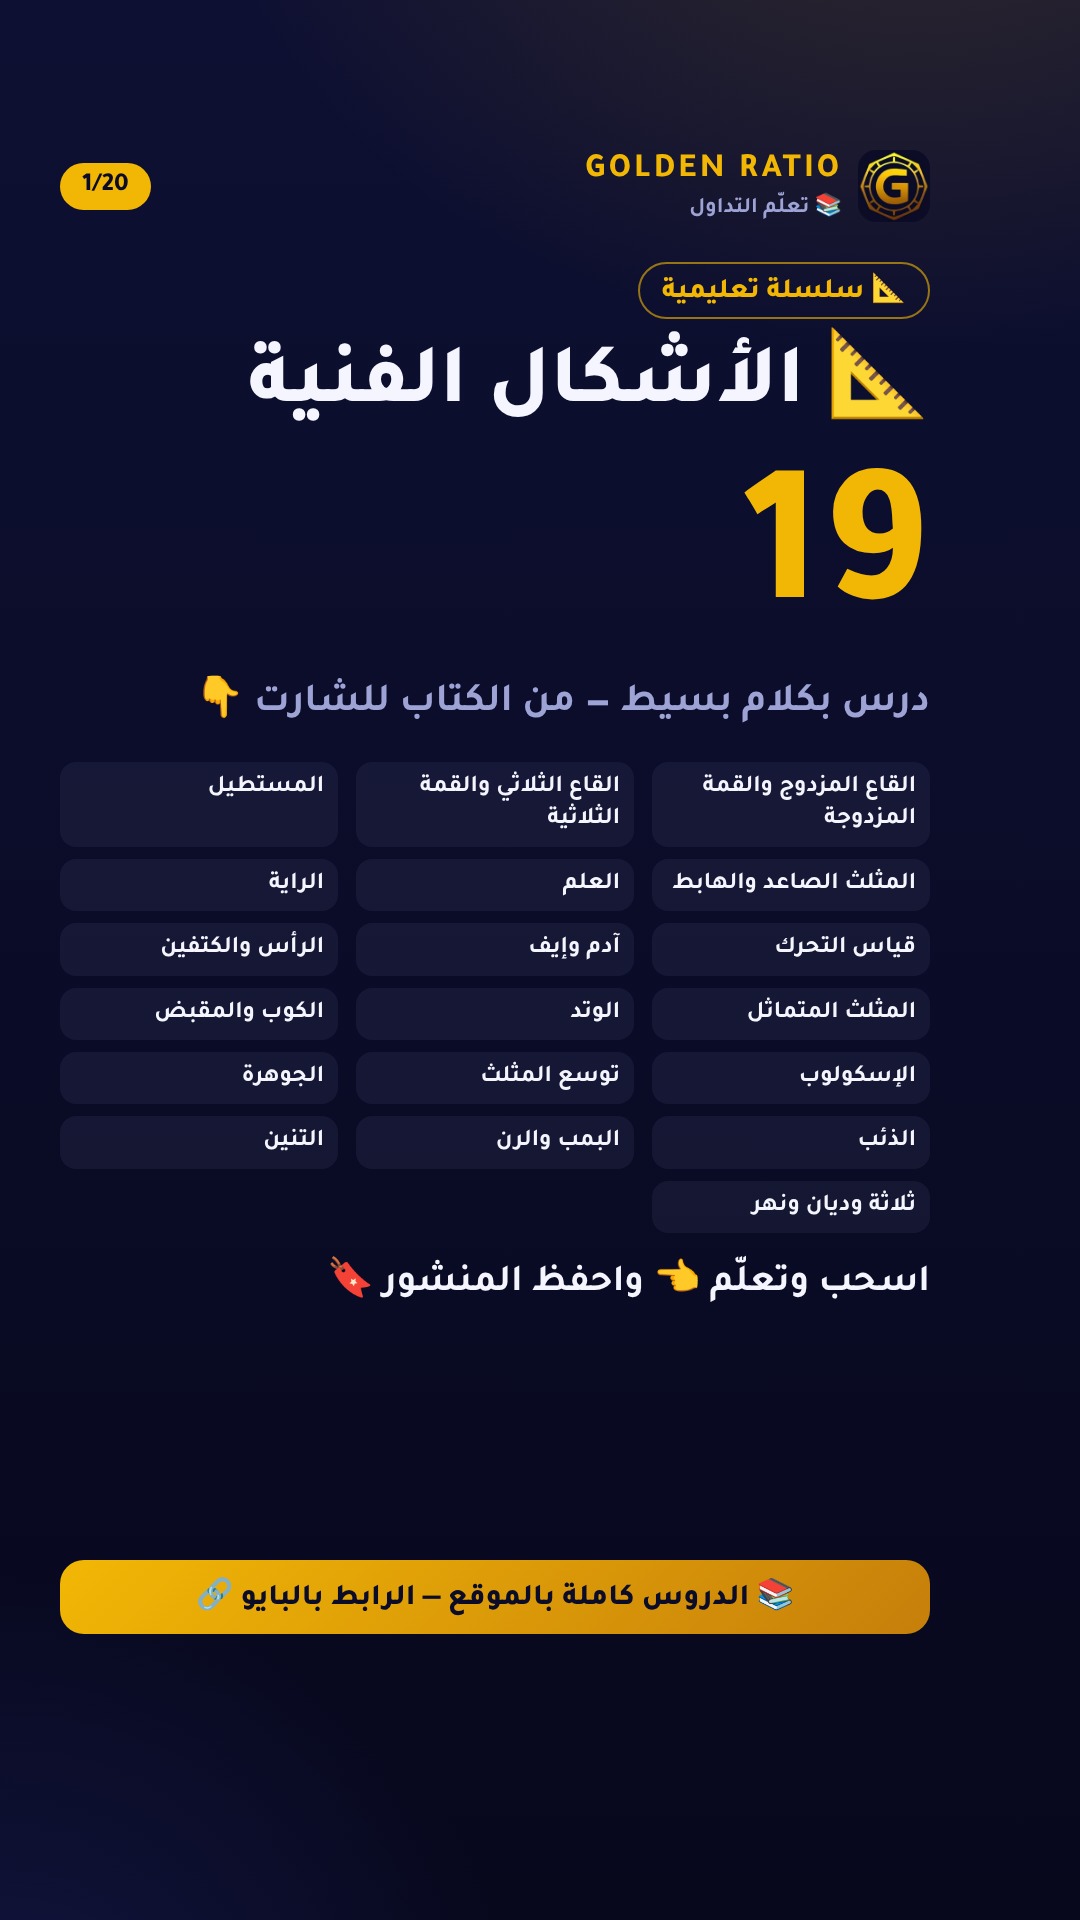 GOLDEN RATIO
📚 تعلّم التداول
1/20
📐 سلسلة تعليمية
📐 الأشكال الفنية
19
درس بكلام بسيط — من الكتاب للشارت 👇
القاع المزدوج والقمة المزدوجة
القاع الثلاثي والقمة الثلاثية
المستطيل
المثلث الصاعد والهابط
العلم
الراية
قياس التحرك
آدم وإيف
الرأس والكتفين
المثلث المتماثل
الوتد
الكوب والمقبض
الإسكولوب
توسع المثلث
الجوهرة
الذئب
البمب والرن
التنين
ثلاثة وديان ونهر
اسحب وتعلّم 👈 واحفظ المنشور 🔖
📚 الدروس كاملة بالموقع — الرابط بالبايو 🔗